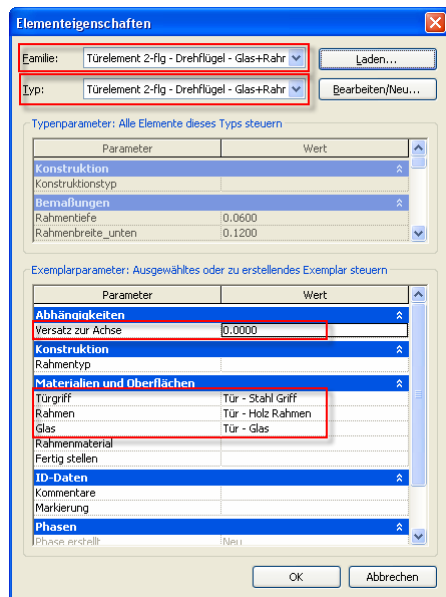 Elementeigenschaften
Familie: Türelement 2-flg - Drehflügel - Glas+Rahr Laden...
Typ: Türelement 2-flg - Drehflügel - Glas+Rahr Bearbeiten/Neu...
Typenparameter: Alle Elemente dieses Typs steuern
Parameter Wert
Konstruktion
Konstruktionstyp
Bemaßungen
Rahmentiefe 0.0600
Rahmenbreite_unten 0.1200
Exemplarparameter: Ausgewähltes oder zu erstellendes Exemplar steuern
Parameter Wert
Abhängigkeiten
Versatz zur Achse 0.0000
Konstruktion
Rahmentyp
Materialien und Oberflächen
Türgriff Tür - Stahl Griff
Rahmen Tür - Holz Rahmen
Glas Tür - Glas
Rahmenmaterial
Fertig stellen
ID-Daten
Kommentare
Markierung
Phasen
Phase erstellt Neu
OK Abbrechen